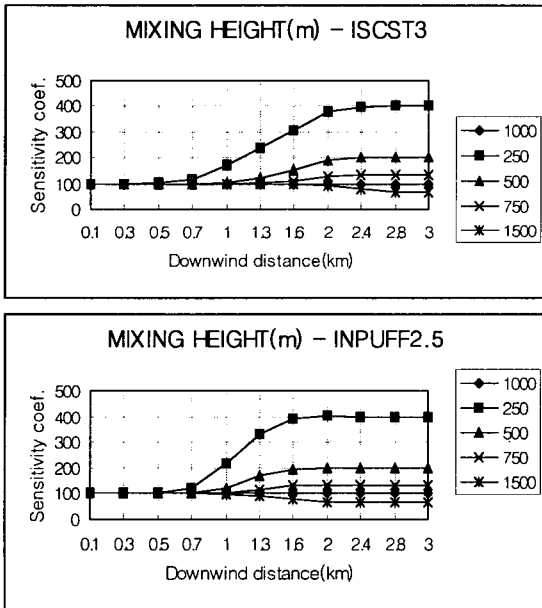 MIXING HEIGHT(m) - ISCST3
500
400
300
200
100
0
Sensitivity coef.
0.1 0.3 0.5 0.7 1 1.3 1.6 2 2.4 2.8 3
Downwind distance(km)
1000
250
500
750
1500
MIXING HEIGHT(m) - INPUFF2.5
500
400
300
200
100
0
Sensitivity coef.
0.1 0.3 0.5 0.7 1 1.3 1.6 2 2.4 2.8 3
Downwind distance(km)
1000
250
500
750
1500